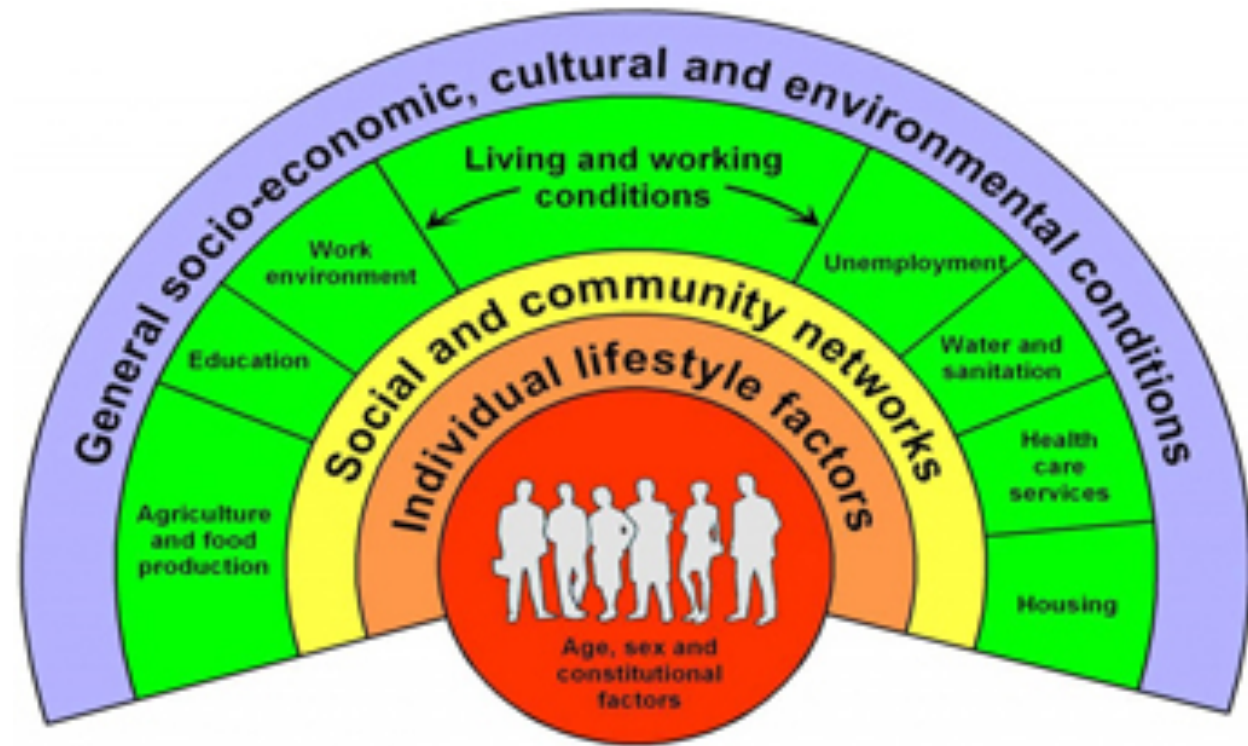 General socio-economic, cultural and environmental conditions
Living and working
conditions
Work
environment
Education
Agriculture
and food
production
Unemployment
Water and
sanitation
Health
care
services
Housing
Social and community networks
Individual lifestyle factors
Age, sex and
constitutional
factors